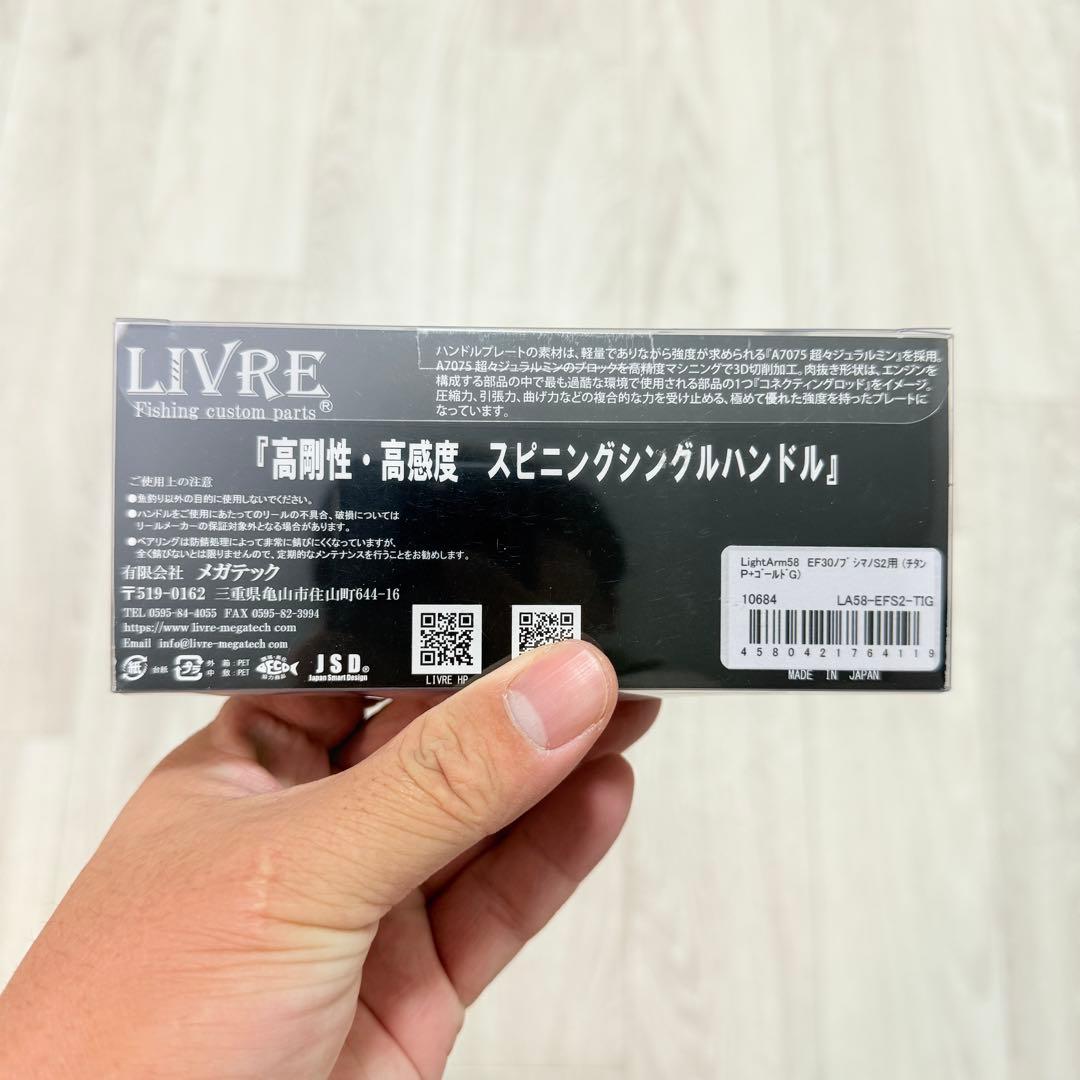 LIVRE
Fishing custom parts®
ハンドルプレートの素材は、軽量でありながら強度が求められる『A7075 超々ジュラルミン』を採用。
A7075 超々ジュラルミンのブロックを高精度マシニングで3D切削加工。肉抜き形状は、エンジンを
構成する部品の中で最も過酷な環境で使用される部品の1つ『コネクティングロッド』をイメージ。
圧縮力、引張力、曲げ力などの複合的な力を受け止める、極めて優れた強度を持ったプレートに
なっています。
『高剛性・高感度 スピニングシングルハンドル』
ご使用上の注意
●魚釣り以外の目的に使用しないでください。
●ハンドルをご使用にあたってのリールの不具合、破損については
リールメーカーの保証対象外となる場合があります。
●ベアリングは防錆処理によって非常に錆びにくくなっていますが、
全く錆びないとは限りませんので、定期的なメンテナンスを行うことをお勧めします。
有限会社 メガテック
〒519-0162 三重県亀山市住山町644-16
TEL 0595-84-4055 FAX 0595-82-3994
https://www.livre-megatech.com
Email info@livre-megatech.com
紙 台紙 プラ 外箱:PET
中敷:PET
JSD®
Japan Smart Design
LIVRE HP
LightArm58 EF30ノブ シマノS2用(チタン
P+ゴールドG)
10684 LA58-EFS2-TIG
4580421764119
MADE IN JAPAN